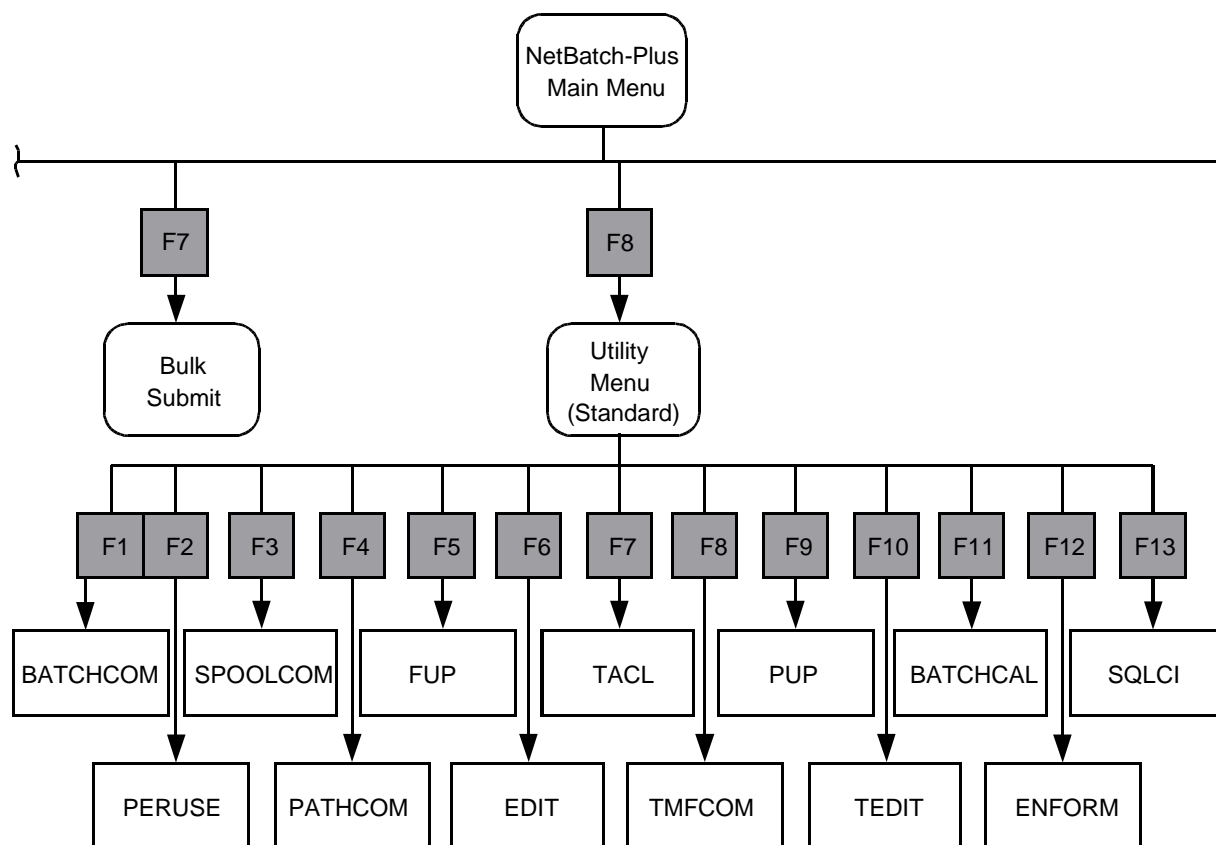 NetBatch-Plus
Main Menu
F7
F8
Bulk
Submit
Utility
Menu
(Standard)
F1
F2
F3
F4
F5
F6
F7
F8
F9
F10
F11
F12
F13
BATCHCOM
SPOOLCOM
FUP
TACL
PUP
BATCHCAL
SQLCI
PERUSE
PATHCOM
EDIT
TMFCOM
TEDIT
ENFORM